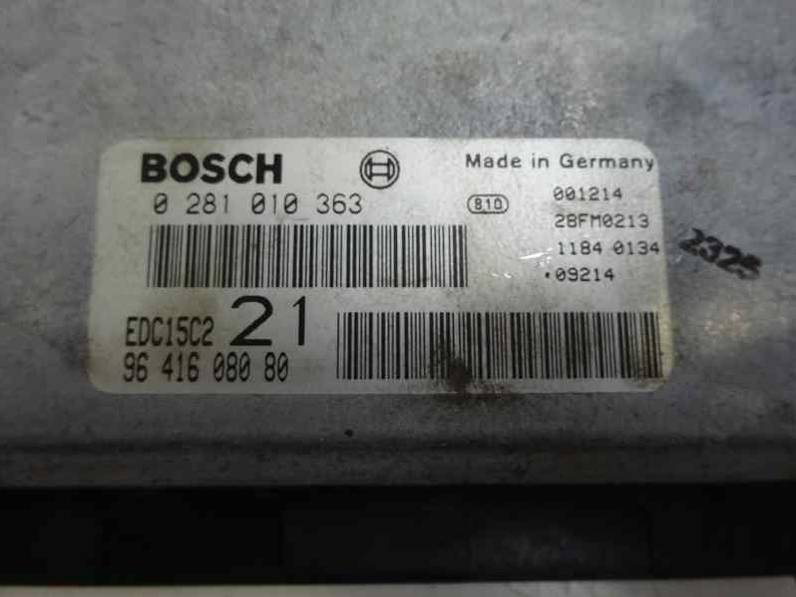 BOSCH
Made in Germany
0 281 010 363
810
001214
28FM0213
1184 0134
09214
2325
EDC15C2 21
96 416 080 80